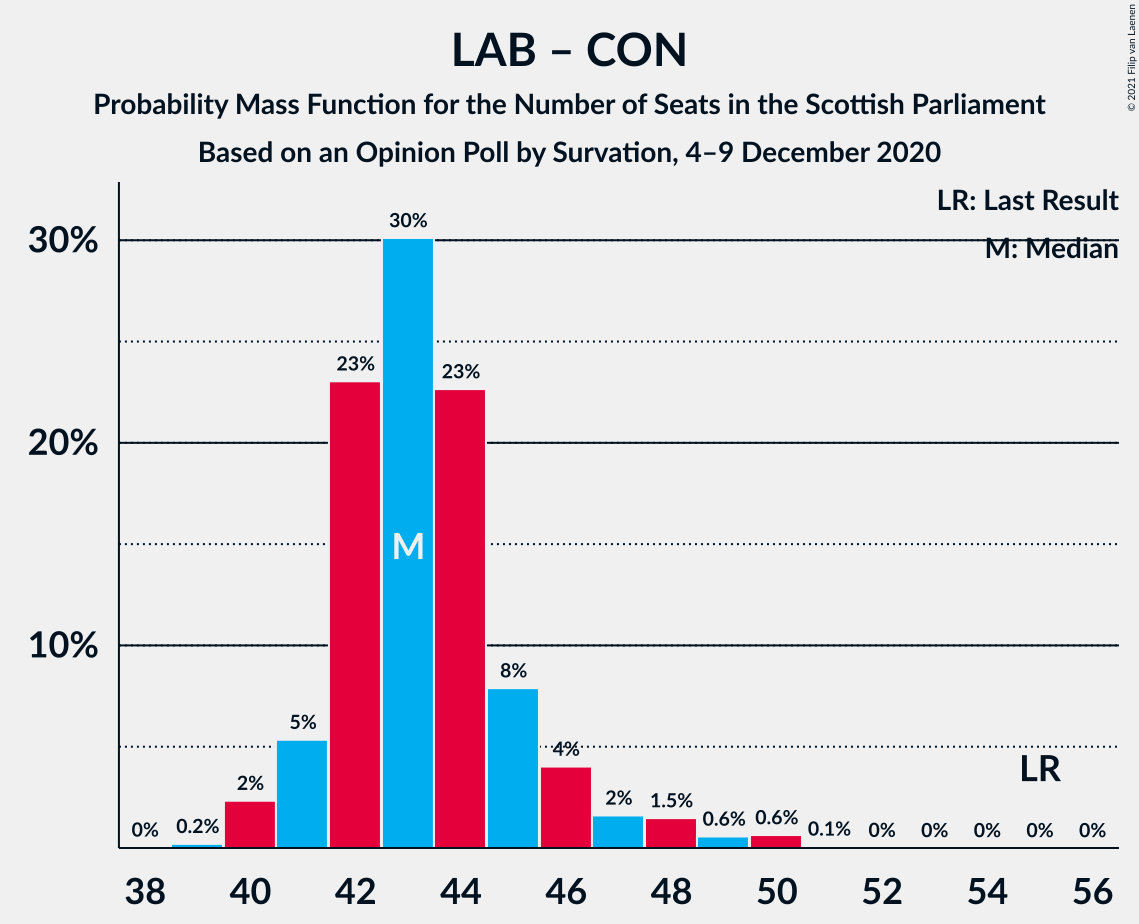 LAB – CON
Probability Mass Function for the Number of Seats in the Scottish Parliament
Based on an Opinion Poll by Survation, 4–9 December 2020
© 2021 Filip van Laenen
LR: Last Result
M: Median
30%
20%
10%
0%
0.2%
2%
5%
23%
30%
23%
8%
4%
2%
1.5%
0.6%
0.6%
0.1%
0%
0%
0%
0%
0%
M
LR
38 40 42 44 46 48 50 52 54 56